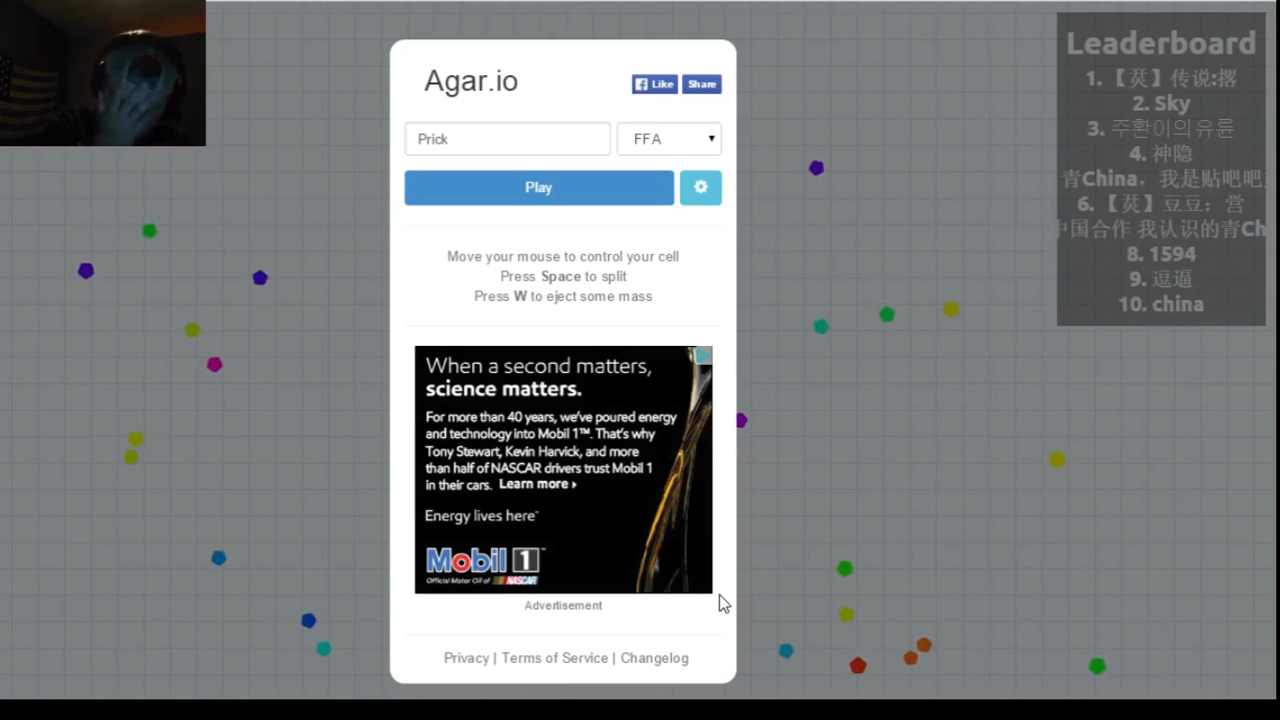 Agar.io
Like
Share
Prick
FFA
Play
Move your mouse to control your cell
Press Space to split
Press W to eject some mass
When a second matters,
science matters.
For more than 40 years, we've poured energy
and technology into Mobil 1™. That's why
Tony Stewart, Kevin Harvick, and more
than half of NASCAR drivers trust Mobil 1
in their cars. Learn more
Energy lives here™
Mobil 1™
Official Motor Oil of NASCAR
Advertisement
Privacy | Terms of Service | Changelog
Leaderboard
1. 【荧】传说:撂
2. Sky
3. 주환이의유륜
4. 神隐
青China，我是贴吧吧
6. 【荧】豆豆：营
中国合作 我认识的青Ch
8. 1594
9. 逗逼
10. china